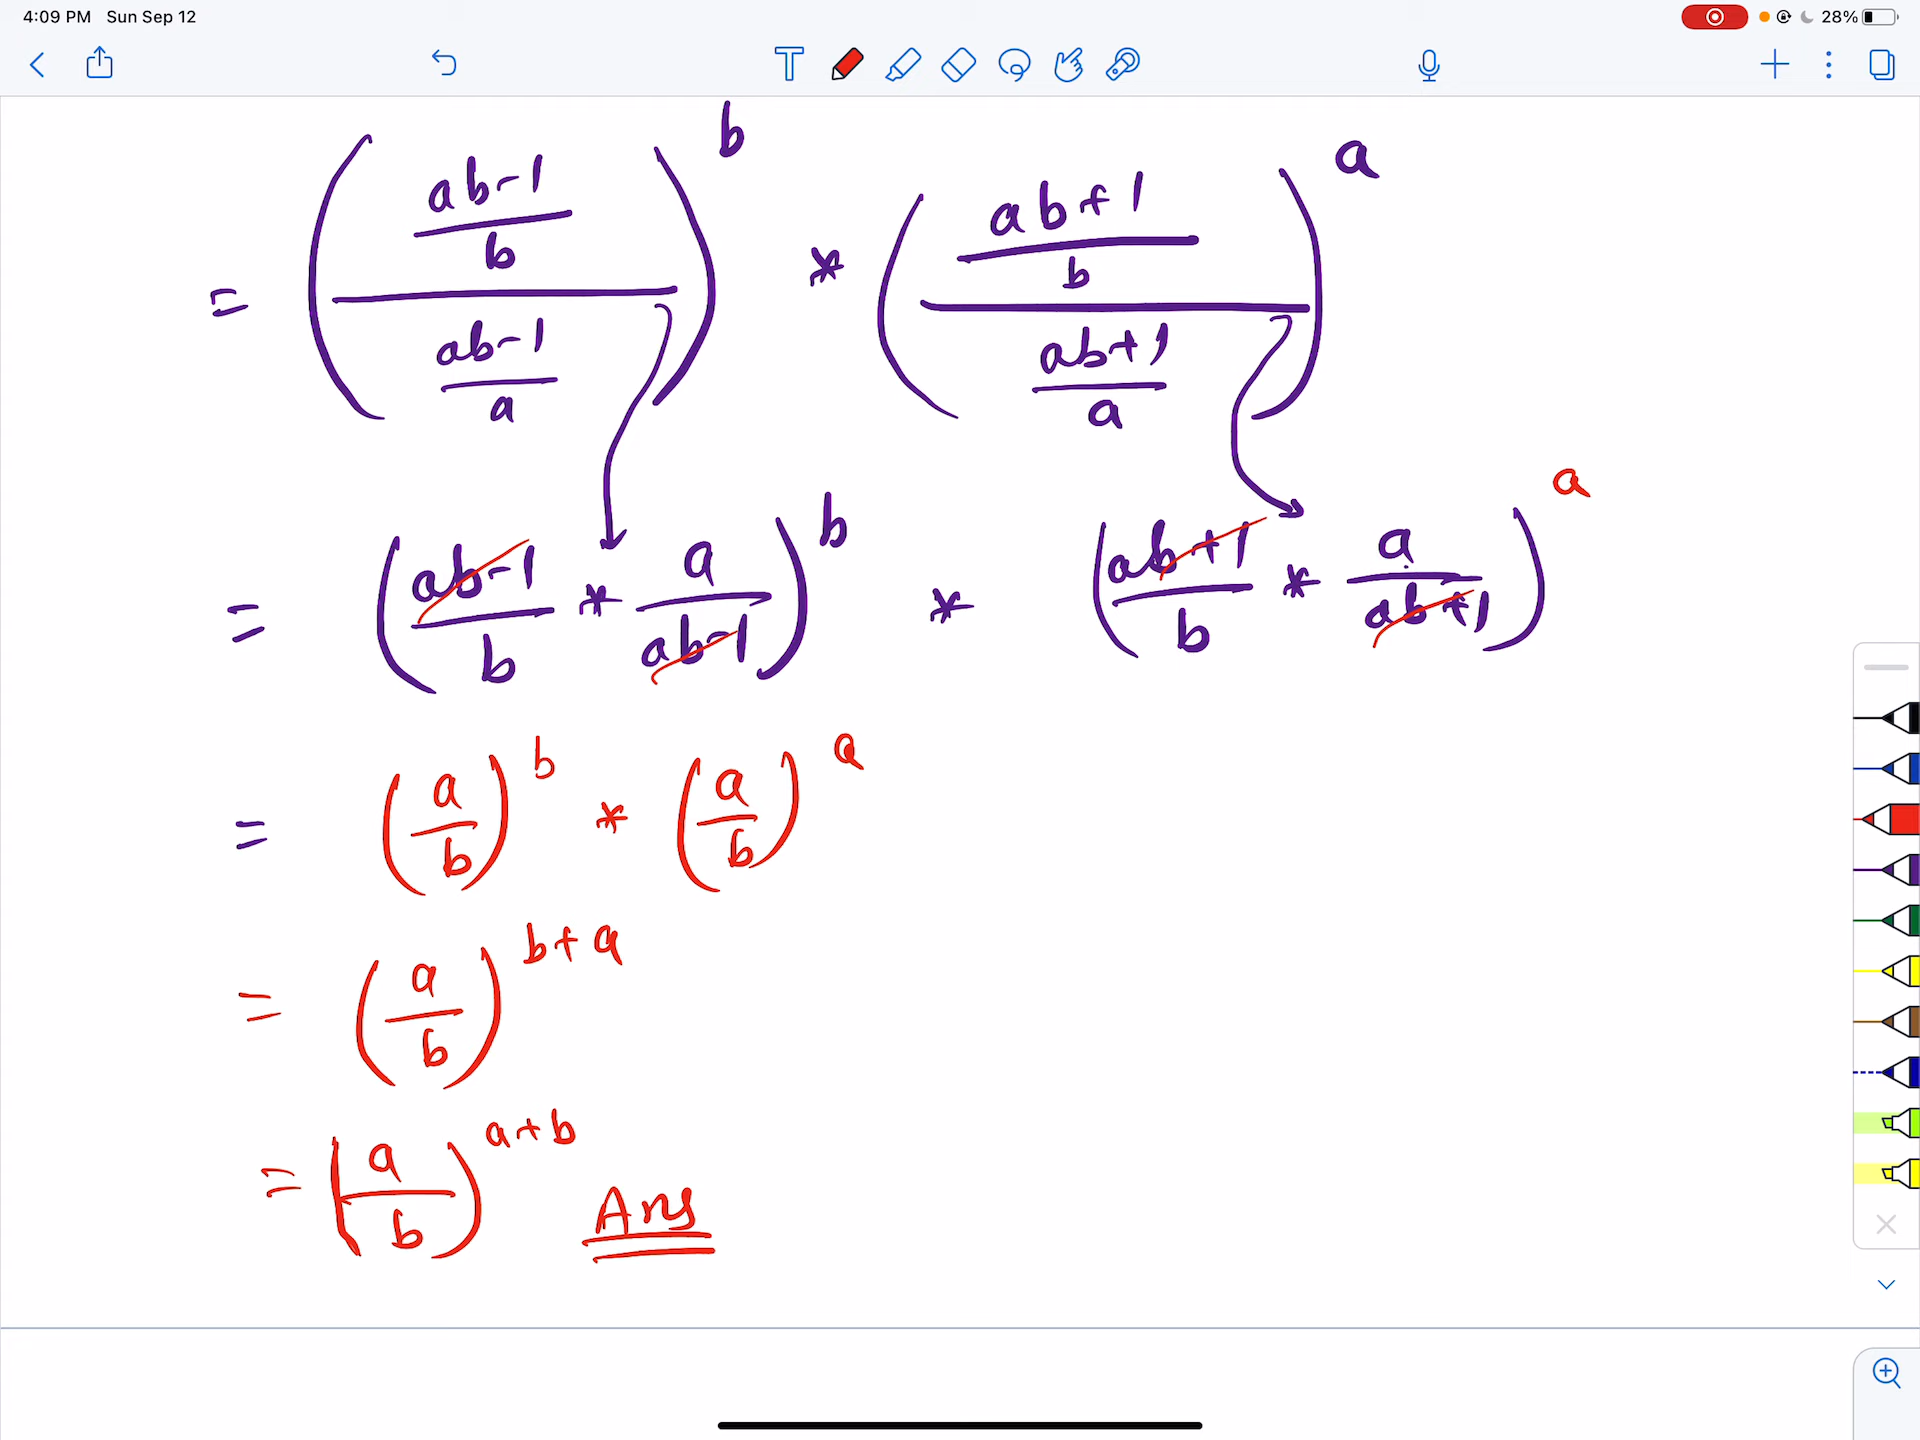 4:09 PM Sun Sep 12 28%
T
= ( (ab-1)/b / (ab-1)/a )^b * ( (ab+1)/b / (ab+1)/a )^a
= ( (ab-1)/b * a/(ab-1) )^b * ( (ab+1)/b * a/(ab+1) )^a
= (a/b)^b * (a/b)^a
= (a/b)^(b+a)
= (a/b)^(a+b) Ans